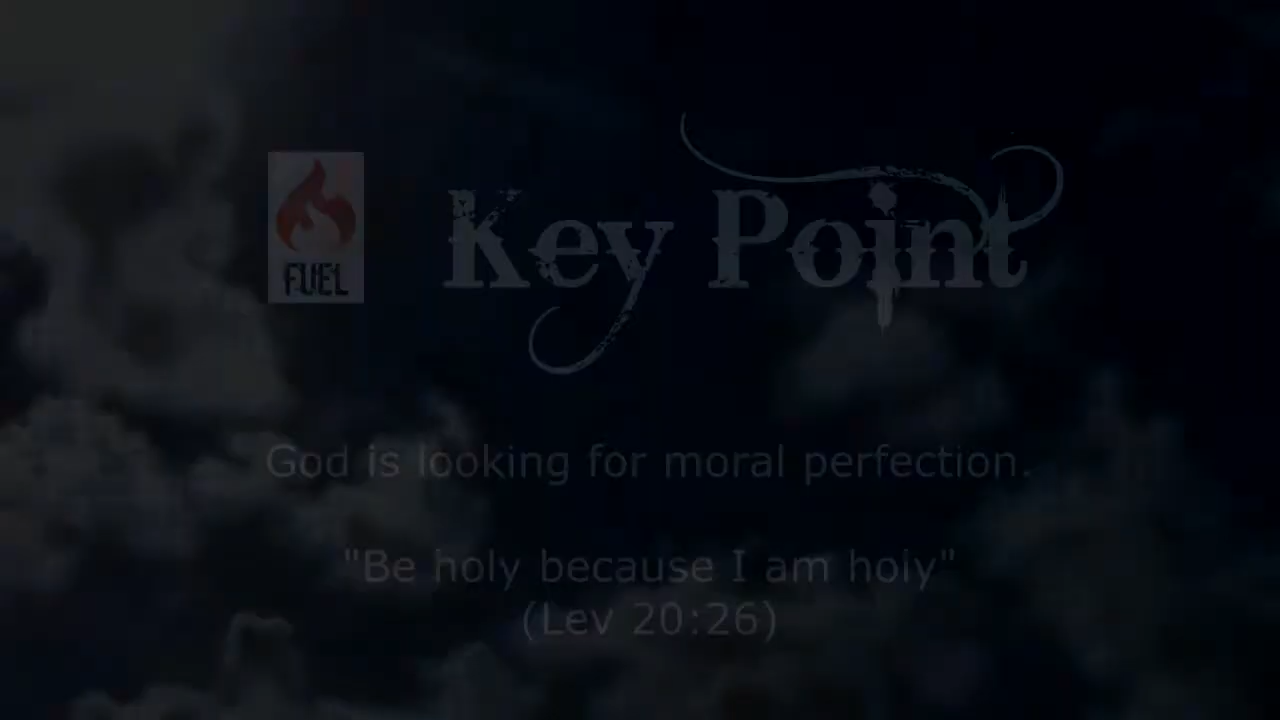 FUEL
Key Point
God is looking for moral perfection.
"Be holy because I am holy"
(Lev 20:26)